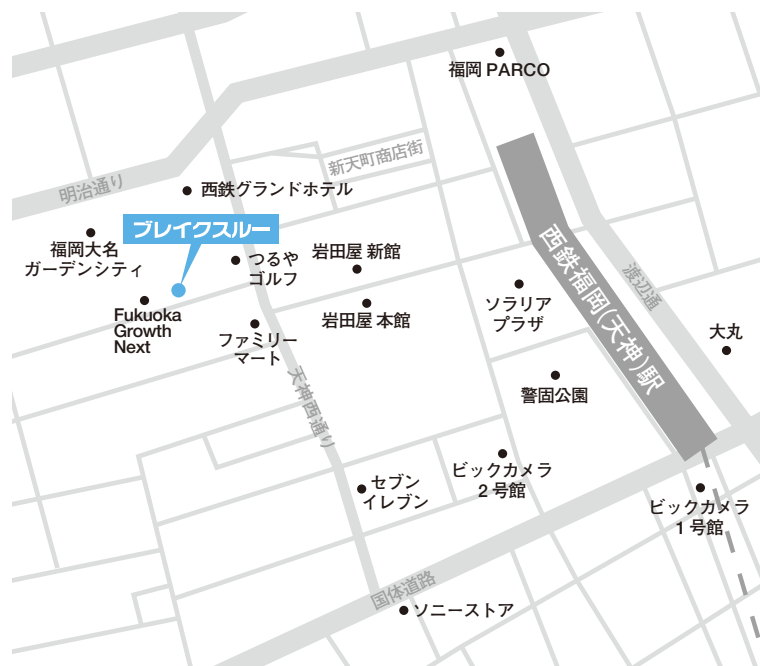 福岡 PARCO
新天町商店街
明治通り
西鉄グランドホテル
ブレイクスルー
福岡大名
ガーデンシティ
つるや
ゴルフ
岩田屋 新館
西鉄福岡(天神)駅
渡辺通
Fukuoka
Growth
Next
ファミリー
マート
岩田屋 本館
ソラリア
プラザ
大丸
天神西通り
警固公園
セブン
イレブン
ビックカメラ
2 号館
ビックカメラ
1 号館
国体道路
ソニーストア